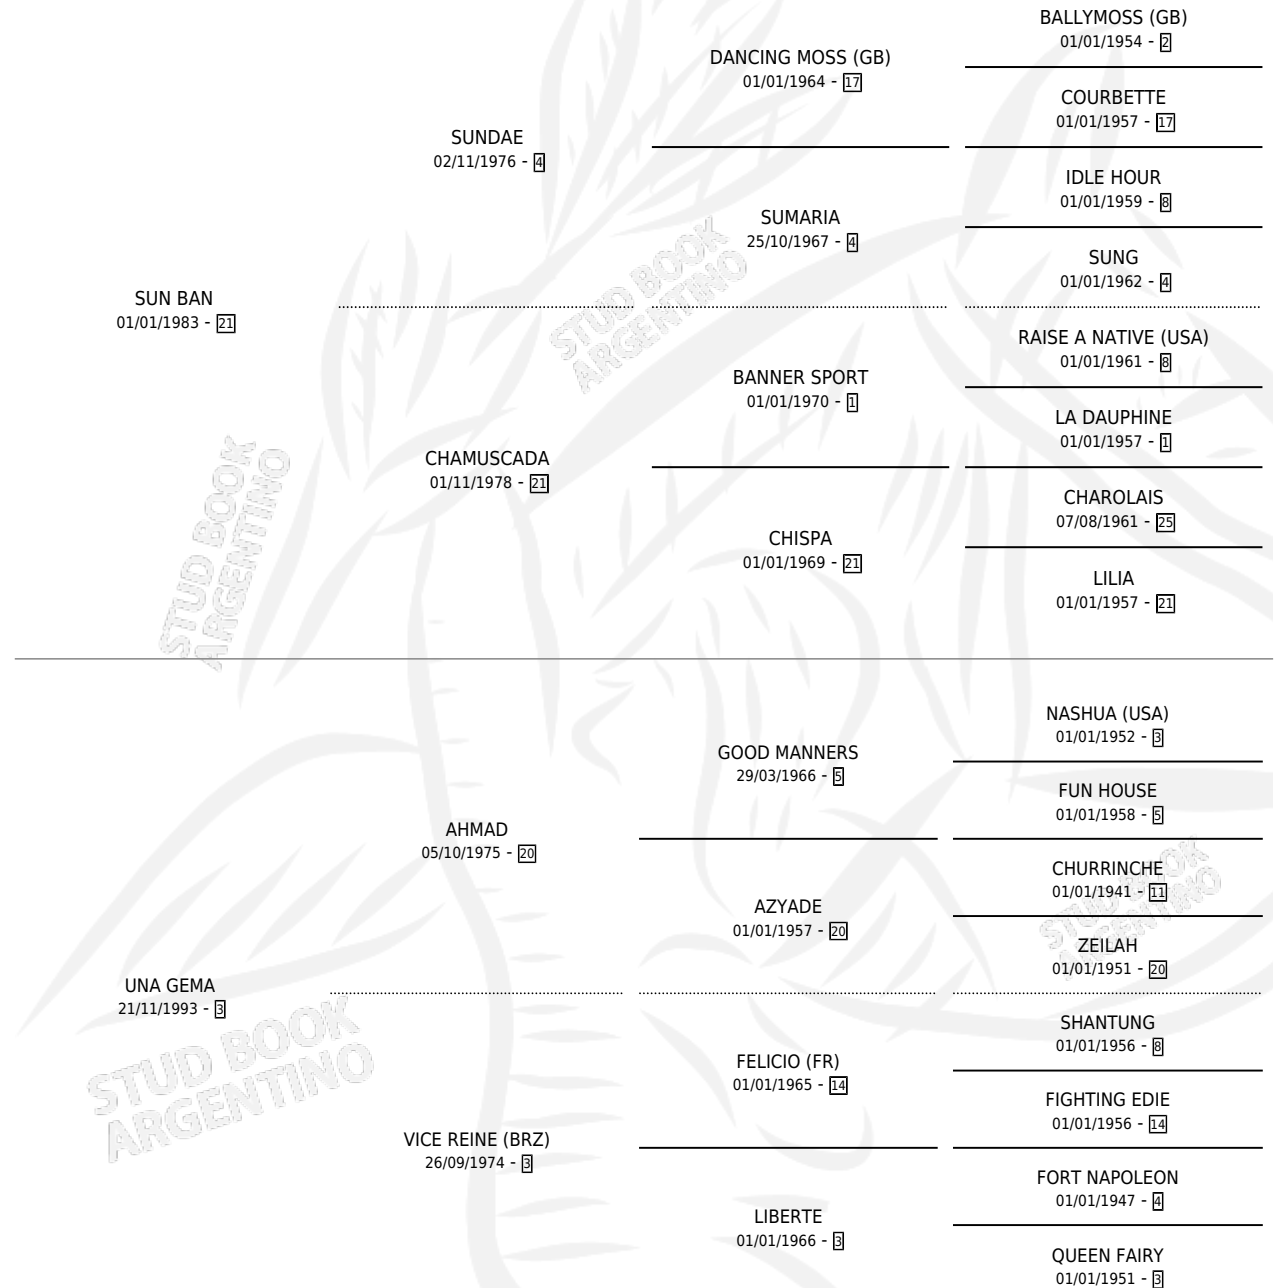 BALLYMOSS (GB)
01/01/1954 - 2
DANCING MOSS (GB)
01/01/1964 - 17
COURBETTE
01/01/1957 - 17
SUNDAE
02/11/1976 - 4
IDLE HOUR
01/01/1959 - 8
SUMARIA
25/10/1967 - 4
SUNG
01/01/1962 - 4
SUN BAN
01/01/1983 - 21
RAISE A NATIVE (USA)
01/01/1961 - 8
BANNER SPORT
01/01/1970 - 1
LA DAUPHINE
01/01/1957 - 1
CHAMUSCADA
01/11/1978 - 21
CHAROLAIS
07/08/1961 - 25
CHISPA
01/01/1969 - 21
LILIA
01/01/1957 - 21
NASHUA (USA)
01/01/1952 - 3
GOOD MANNERS
29/03/1966 - 5
FUN HOUSE
01/01/1958 - 5
AHMAD
05/10/1975 - 20
CHURRINCHE
01/01/1941 - 11
AZYADE
01/01/1957 - 20
ZEILAH
01/01/1951 - 20
UNA GEMA
21/11/1993 - 3
SHANTUNG
01/01/1956 - 8
FELICIO (FR)
01/01/1965 - 14
FIGHTING EDIE
01/01/1956 - 14
VICE REINE (BRZ)
26/09/1974 - 3
FORT NAPOLEON
01/01/1947 - 4
LIBERTE
01/01/1966 - 3
QUEEN FAIRY
01/01/1951 - 3
STUD BOOK
ARGENTINO
STUD BOOK
ARGENTINO
STUD BOOK
ARGENTINO
STUD BOOK
ARGENTINO